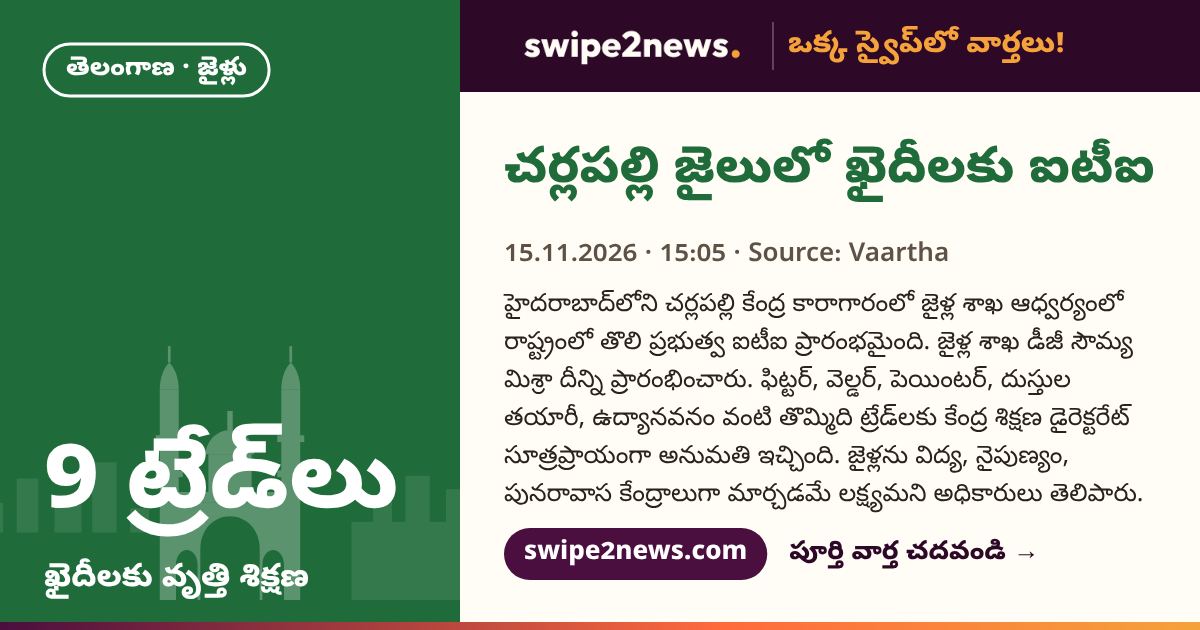 తెలంగాణ · జైళ్లు
9 ట్రేడ్‌లు
ఖైదీలకు వృత్తి శిక్షణ
swipe2news.
ఒక్క స్వైప్‌లో వార్తలు!
చర్లపల్లి జైలులో ఖైదీలకు ఐటీఐ
15.11.2026 · 15:05 · Source: Vaartha
హైదరాబాద్‌లోని చర్లపల్లి కేంద్ర కారాగారంలో జైళ్ల శాఖ ఆధ్వర్యంలో
రాష్ట్రంలో తొలి ప్రభుత్వ ఐటీఐ ప్రారంభమైంది. జైళ్ల శాఖ డీజీ సౌమ్య
మిశ్రా దీన్ని ప్రారంభించారు. ఫిట్టర్, వెల్డర్, పెయింటర్, దుస్తుల
తయారీ, ఉద్యానవనం వంటి తొమ్మిది ట్రేడ్‌లకు కేంద్ర శిక్షణ డైరెక్టరేట్
సూత్రప్రాయంగా అనుమతి ఇచ్చింది. జైళ్లను విద్య, నైపుణ్యం,
పునరావాస కేంద్రాలుగా మార్చడమే లక్ష్యమని అధికారులు తెలిపారు.
swipe2news.com
పూర్తి వార్త చదవండి →